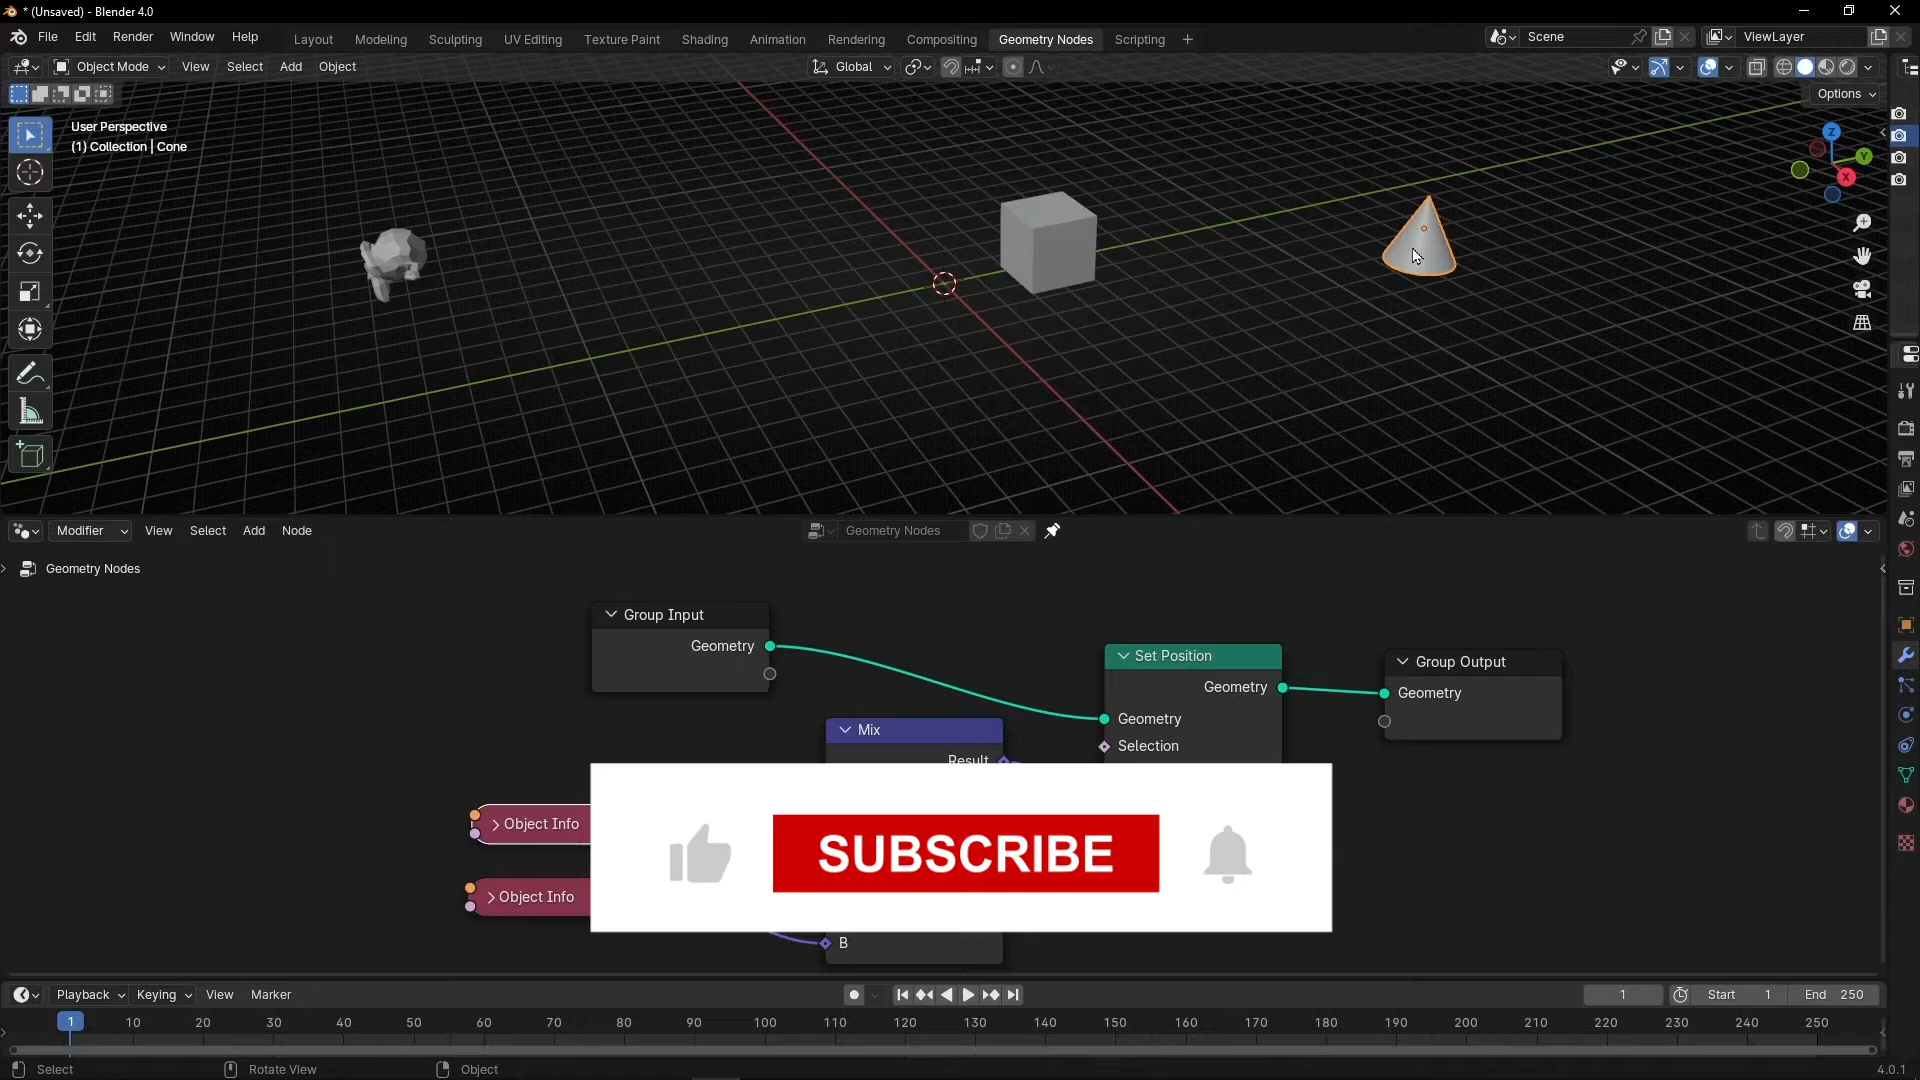 * (Unsaved) - Blender 4.0
File Edit Render Window Help Layout Modeling Sculpting UV Editing Texture Paint Shading Animation Rendering Compositing Geometry Nodes Scripting + Scene ViewLayer
Object Mode View Select Add Object Global
Options
User Perspective
(1) Collection | Cone
Z
Y
X
Modifier View Select Add Node Geometry Nodes
Geometry Nodes
Group Input
Geometry
Set Position
Geometry
Geometry
Selection
Group Output
Geometry
Mix
Result
Object Info
Object Info
SUBSCRIBE
B
Playback Keying View Marker 1 Start 1 End 250
1 10 20 30 40 50 60 70 80 90 100 110 120 130 140 150 160 170 180 190 200 210 220 230 240 250
Select Rotate View Object 4.0.1